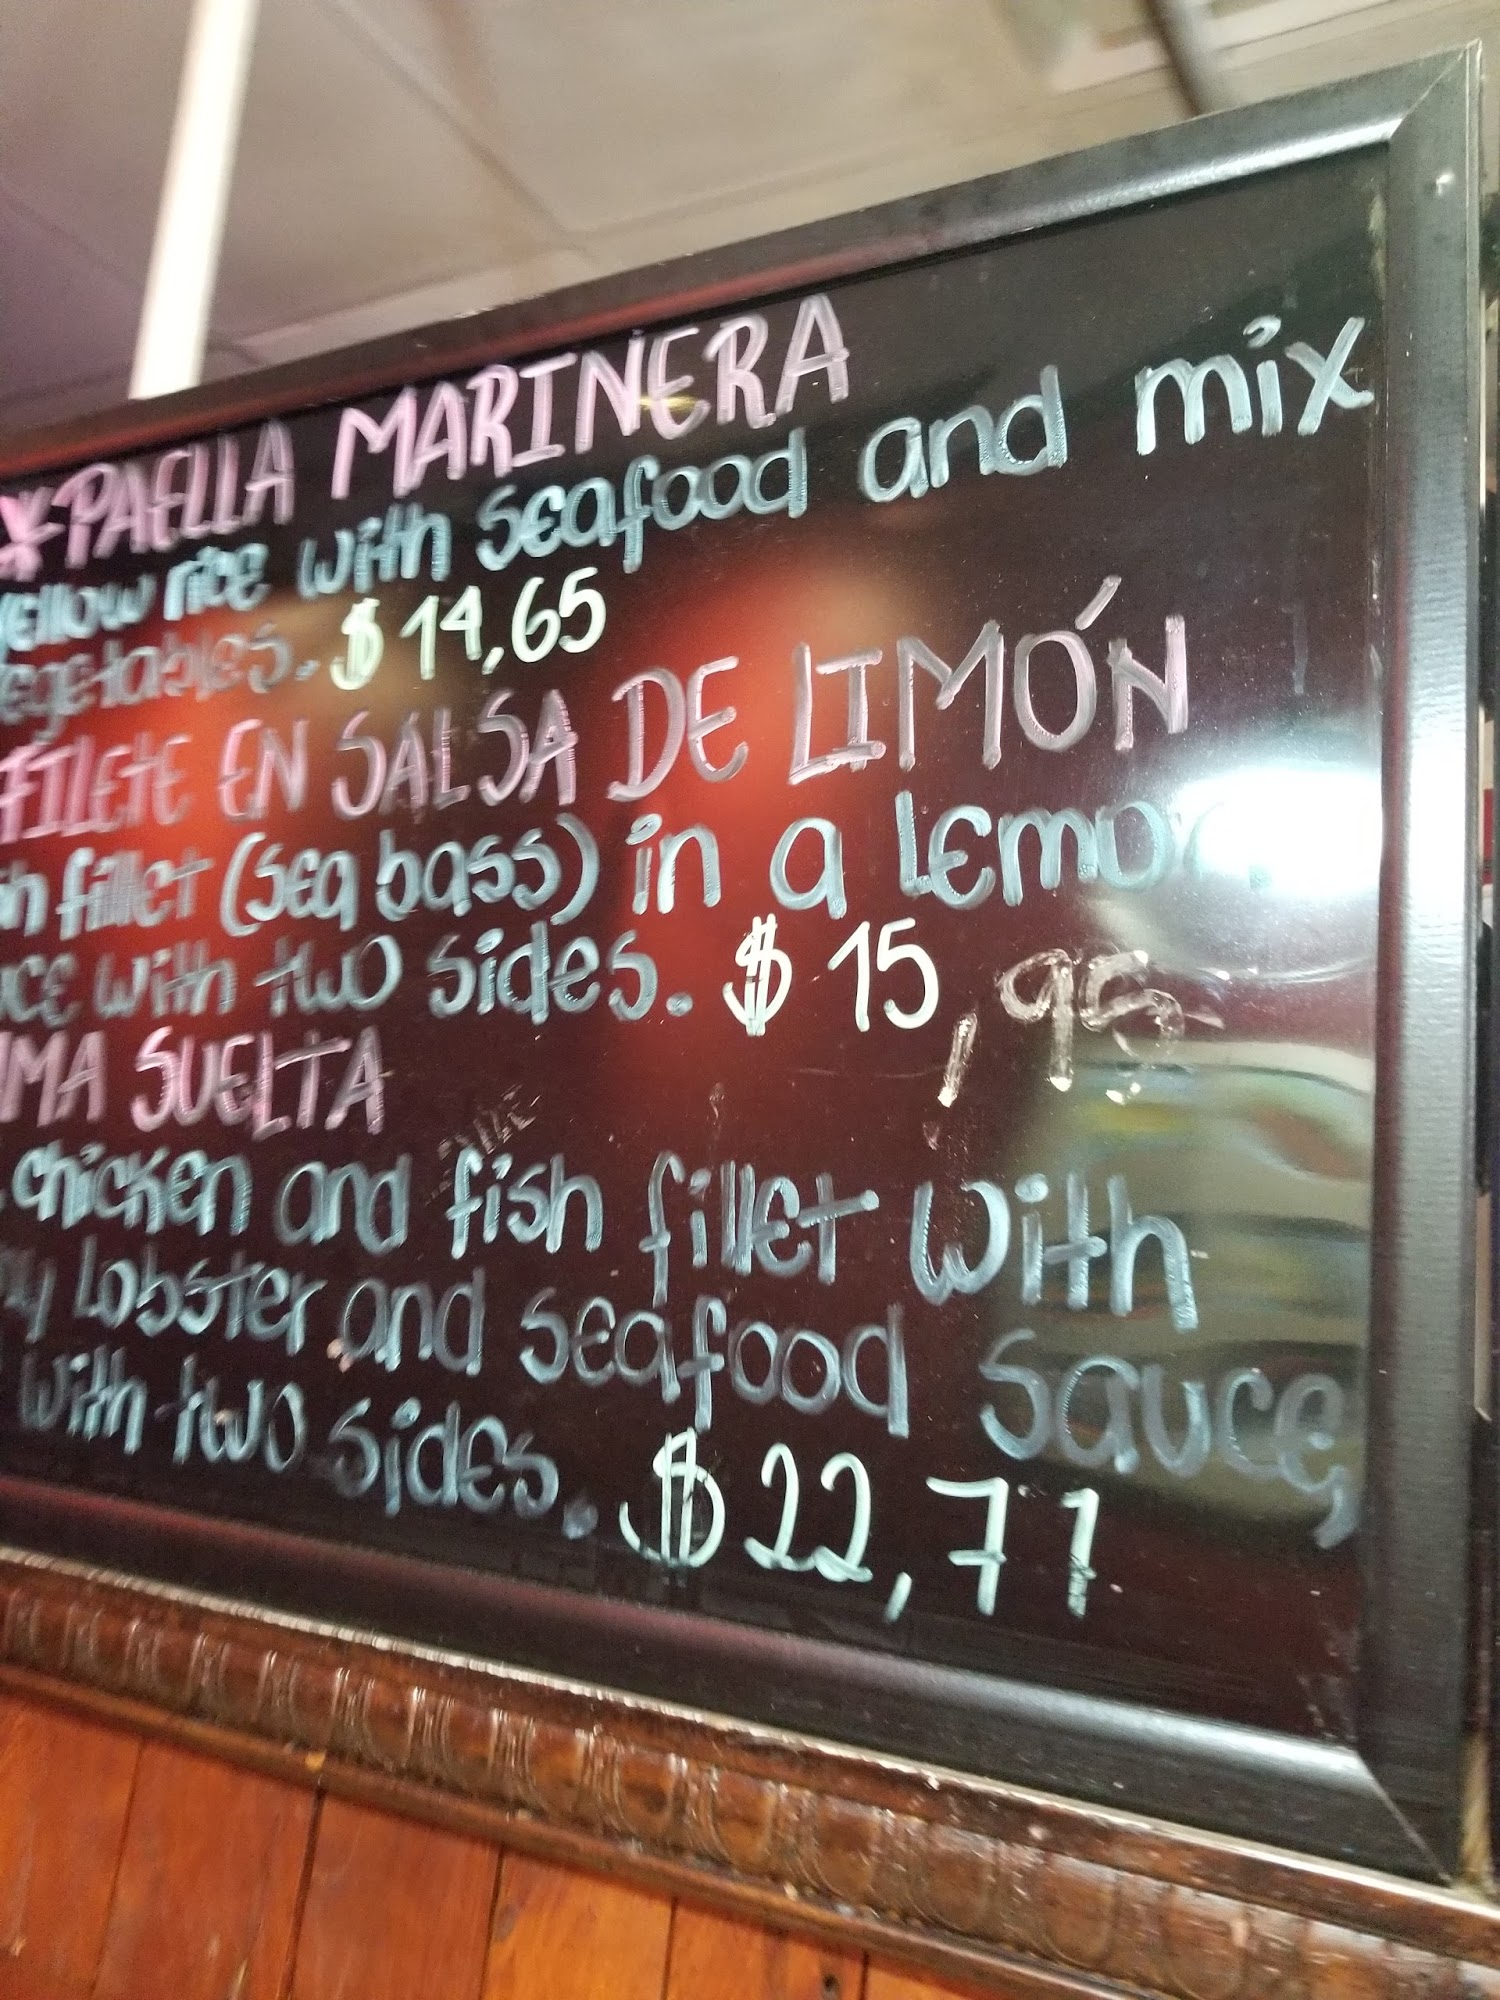 *PAELLA MARINERA
yellow rice with seafood and mix
vegetables. $14,65
FILETE EN SALSA DE LIMÓN
fillet (sea bass) in a lemon
with two sides. $15,95
SUELTA
chicken and fish fillet with
lobster and seafood sauce,
with two sides. $22,71